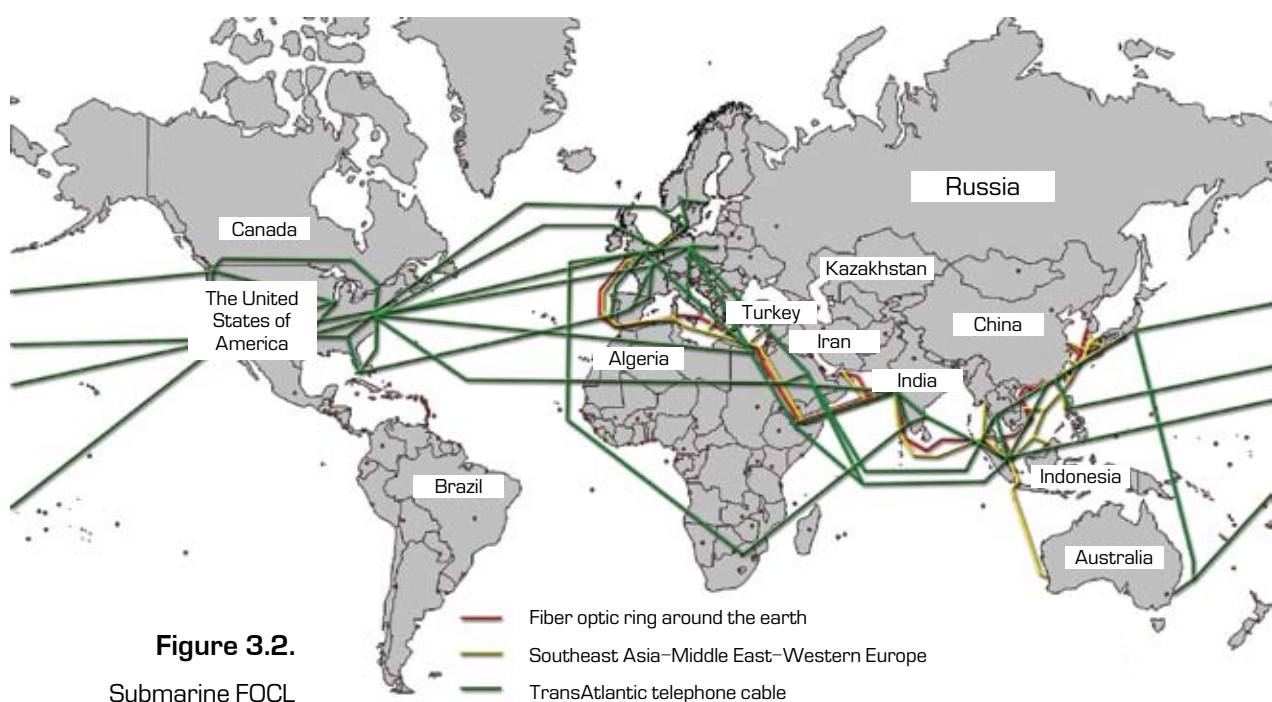 Russia
Canada
Kazakhstan
The United
States of
America
Turkey
China
Iran
Algeria
India
Brazil
Indonesia
Australia
Figure 3.2.
Submarine FOCL
Fiber optic ring around the earth
Southeast Asia–Middle East–Western Europe
TransAtlantic telephone cable